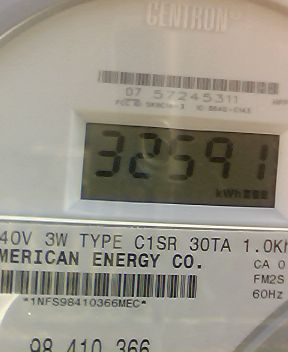 CENTRON®
07 57245311
32591
kWh
40V 3W TYPE C1SR 30TA 1.0Kh
MERICAN ENERGY CO.
CA 0
FM2S
*1NFS98410366MEC*
60Hz
98 410 366